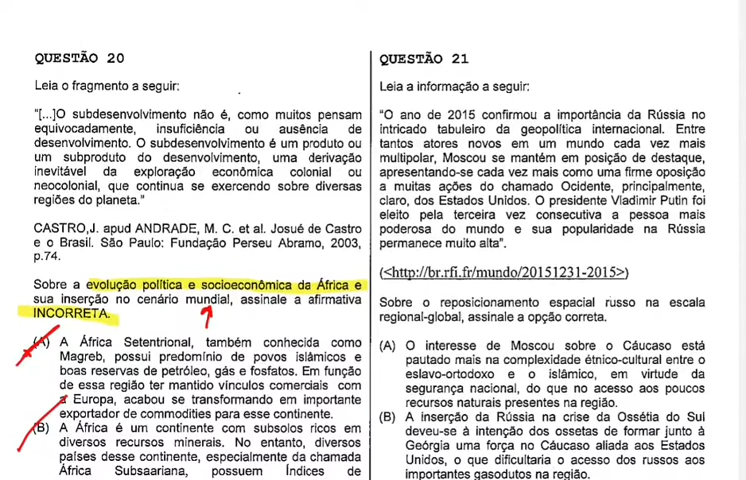 QUESTÃO 20
Leia o fragmento a seguir:
"[...]O subdesenvolvimento não é, como muitos pensam
equivocadamente, insuficiência ou ausência de
desenvolvimento. O subdesenvolvimento é um produto ou
um subproduto do desenvolvimento, uma derivação
inevitável da exploração econômica colonial ou
neocolonial, que continua se exercendo sobre diversas
regiões do planeta."
CASTRO,J. apud ANDRADE, M. C. et al. Josué de Castro
e o Brasil. São Paulo: Fundação Perseu Abramo, 2003,
p.74.
Sobre a evolução política e socioeconômica da África e
sua inserção no cenário mundial, assinale a afirmativa
INCORRETA.
(A) A África Setentrional, também conhecida como
Magreb, possui predomínio de povos islâmicos e
boas reservas de petróleo, gás e fosfatos. Em função
de essa região ter mantido vínculos comerciais com
a Europa, acabou se transformando em importante
exportador de commodities para esse continente.
(B) A África é um continente com subsolos ricos em
diversos recursos minerais. No entanto, diversos
países desse continente, especialmente da chamada
África Subsaariana, possuem Índices de
QUESTÃO 21
Leia a informação a seguir:
"O ano de 2015 confirmou a importância da Rússia no
intricado tabuleiro da geopolítica internacional. Entre
tantos atores novos em um mundo cada vez mais
multipolar, Moscou se mantém em posição de destaque,
apresentando-se cada vez mais como uma firme oposição
a muitas ações do chamado Ocidente, principalmente,
claro, dos Estados Unidos. O presidente Vladimir Putin foi
eleito pela terceira vez consecutiva a pessoa mais
poderosa do mundo e sua popularidade na Rússia
permanece muito alta".
(<http://br.rfi.fr/mundo/20151231-2015>)
Sobre o reposicionamento espacial russo na escala
regional-global, assinale a opção correta.
(A) O interesse de Moscou sobre o Cáucaso está
pautado mais na complexidade étnico-cultural entre o
eslavo-ortodoxo e o islâmico, em virtude da
segurança nacional, do que no acesso aos poucos
recursos naturais presentes na região.
(B) A inserção da Rússia na crise da Ossétia do Sul
deveu-se à intenção dos ossetas de formar junto à
Geórgia uma força no Cáucaso aliada aos Estados
Unidos, o que dificultaria o acesso dos russos aos
importantes gasodutos na região.